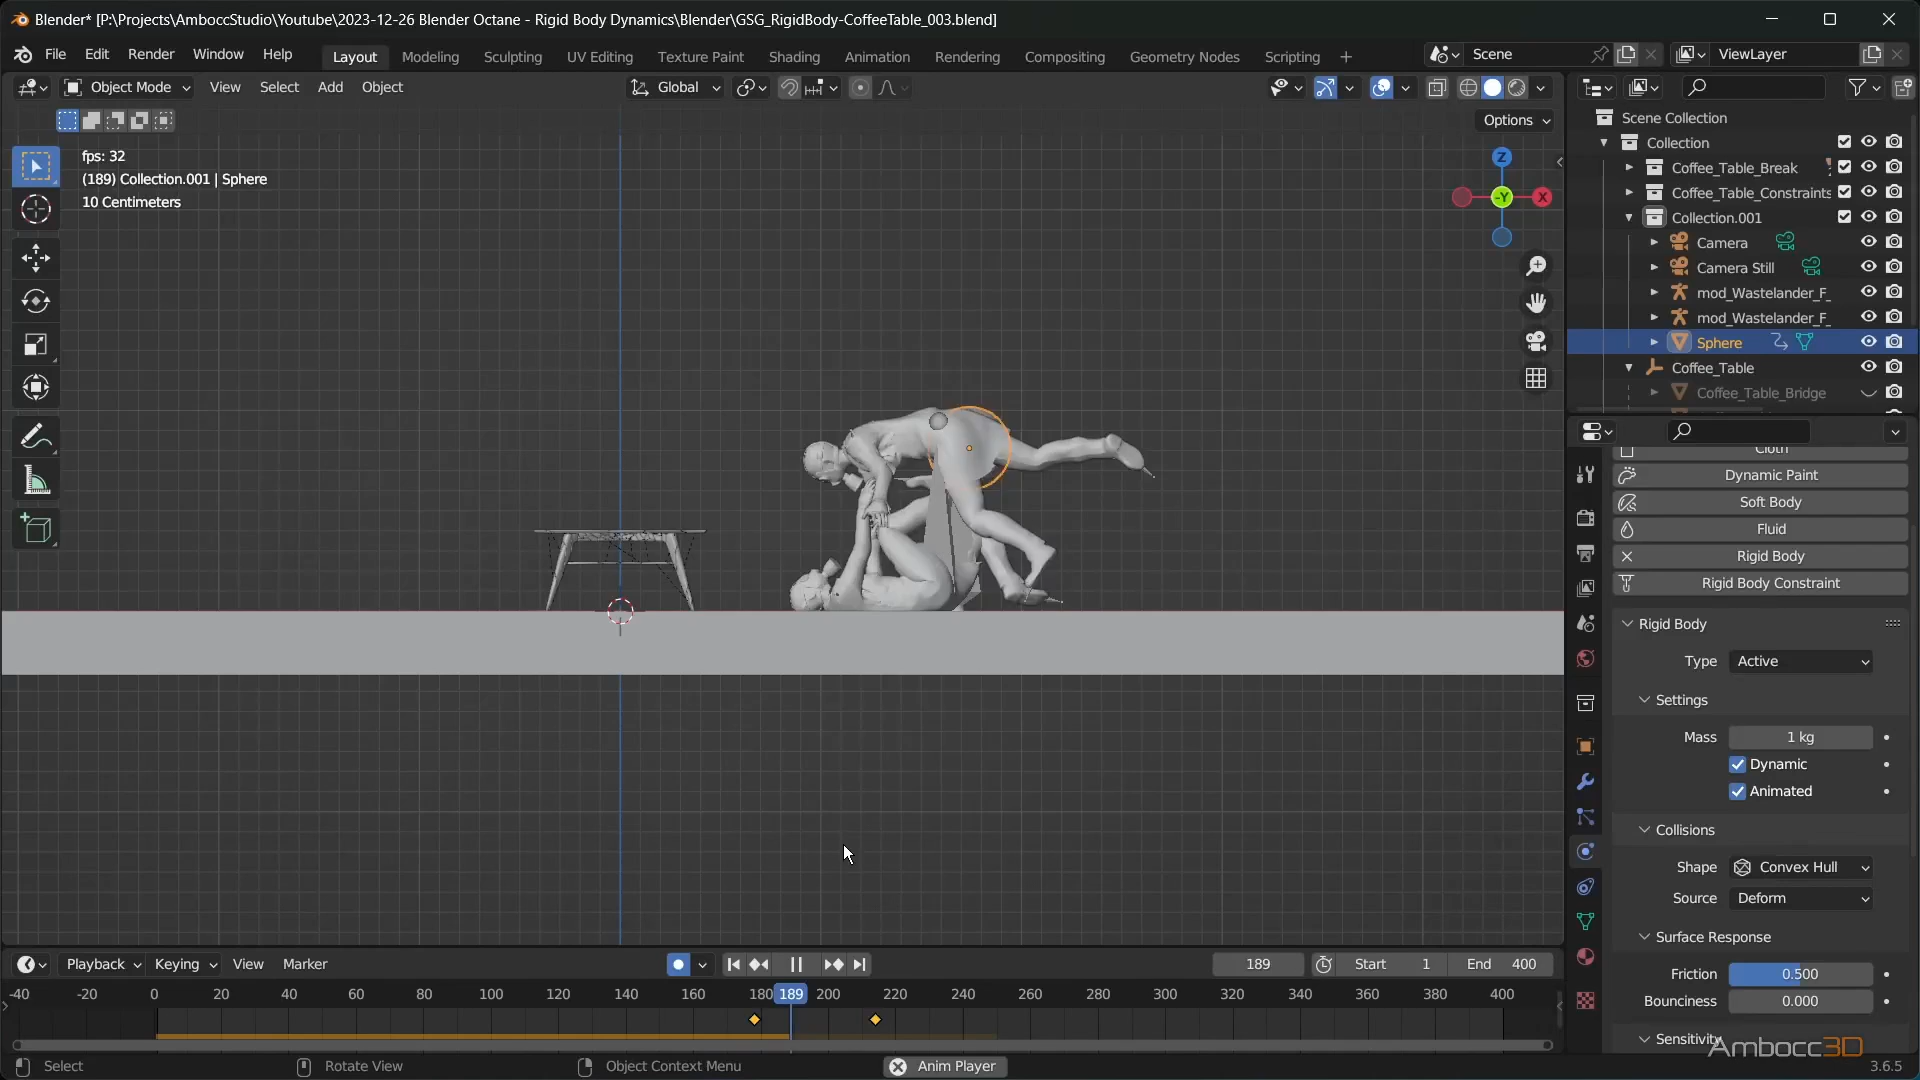 Blender* [P:\Projects\AmboccStudio\Youtube\2023-12-26 Blender Octane - Rigid Body Dynamics\Blender\GSG_RigidBody-CoffeeTable_003.blend]
File Edit Render Window Help Layout Modeling Sculpting UV Editing Texture Paint Shading Animation Rendering Compositing Geometry Nodes Scripting + Scene ViewLayer
Object Mode View Select Add Object Global
Options
fps: 32
(189) Collection.001 | Sphere
10 Centimeters
Z
-Y X
Scene Collection
Collection
Coffee_Table_Break
Coffee_Table_Constraints
Collection.001
Camera
Camera Still
mod_Wastelander_F_
mod_Wastelander_F_
Sphere
Coffee_Table
Coffee_Table_Bridge
Cloth
Dynamic Paint
Soft Body
Fluid
Rigid Body
Rigid Body Constraint
Rigid Body
Type Active
Settings
Mass 1 kg
Dynamic
Animated
Collisions
Shape Convex Hull
Source Deform
Surface Response
Friction 0.500
Bounciness 0.000
Sensitivity
Playback Keying View Marker 189 Start 1 End 400
-40 -20 0 20 40 60 80 100 120 140 160 180 189 200 220 240 260 280 300 320 340 360 380 400
Select Rotate View Object Context Menu Anim Player 3.6.5
Ambocc3D